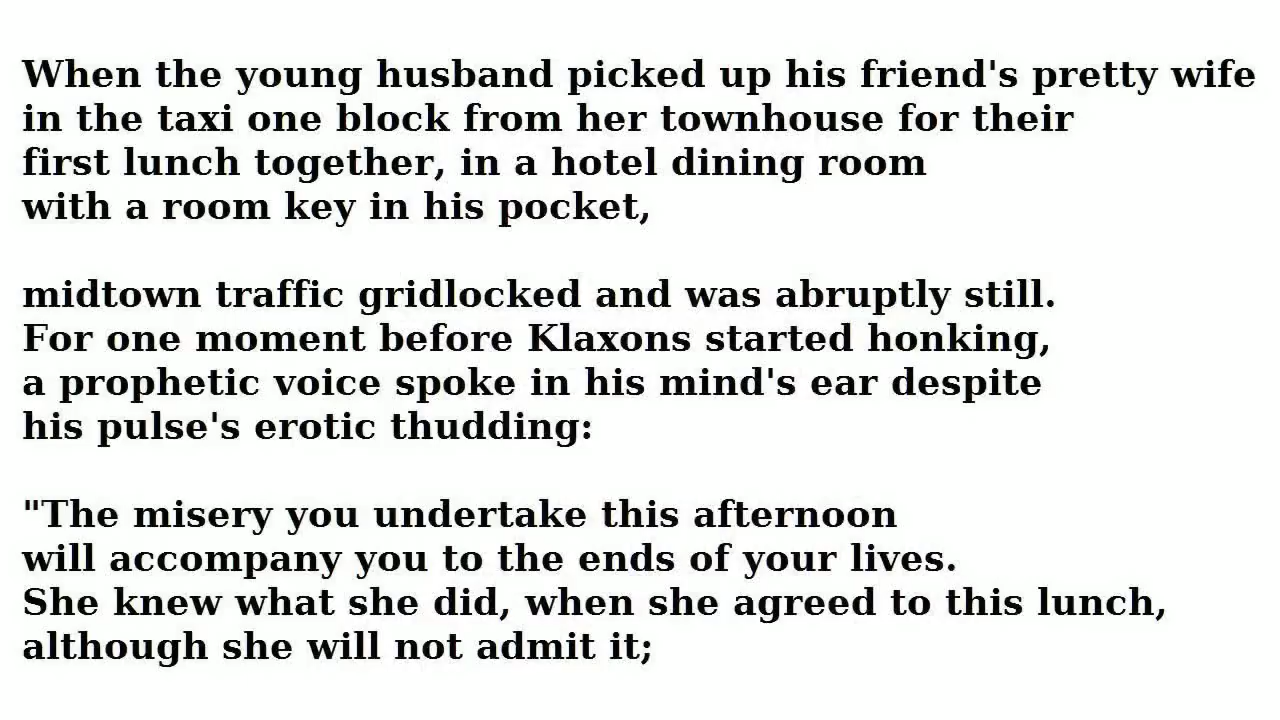 When the young husband picked up his friend's pretty wife
in the taxi one block from her townhouse for their
first lunch together, in a hotel dining room
with a room key in his pocket,
midtown traffic gridlocked and was abruptly still.
For one moment before Klaxons started honking,
a prophetic voice spoke in his mind's ear despite
his pulse's erotic thudding:
"The misery you undertake this afternoon
will accompany you to the ends of your lives.
She knew what she did, when she agreed to this lunch,
although she will not admit it;